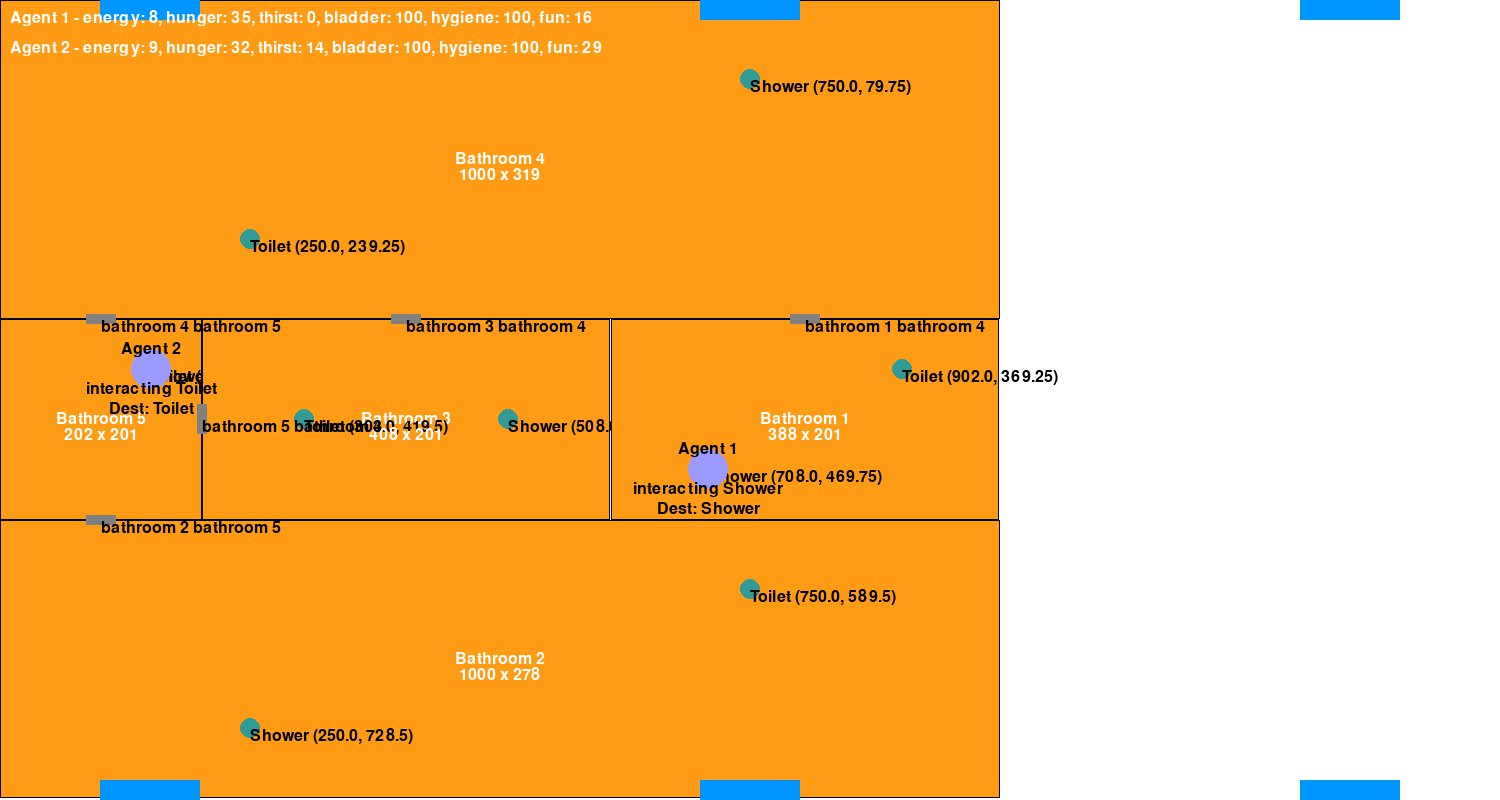 Agent 1 - energy: 8, hunger: 35, thirst: 0, bladder: 100, hygiene: 100, fun: 16
Agent 2 - energy: 9, hunger: 32, thirst: 14, bladder: 100, hygiene: 100, fun: 29
Shower (750.0, 79.75)
Bathroom 4
1000 x 319
Toilet (250.0, 239.25)
bathroom 4 bathroom 5
bathroom 3 bathroom 4
bathroom 1 bathroom 4
Agent 2
interacting Toilet
Dest: Toilet
Bathroom 5
202 x 201
bathroom 5
Toilet (303.0, 419.5)
Bathroom 3
408 x 201
Shower (508.
Toilet (902.0, 369.25)
Bathroom 1
388 x 201
Agent 1
ower (708.0, 469.75)
interacting Shower
Dest: Shower
bathroom 2 bathroom 5
Toilet (750.0, 589.5)
Bathroom 2
1000 x 278
Shower (250.0, 728.5)